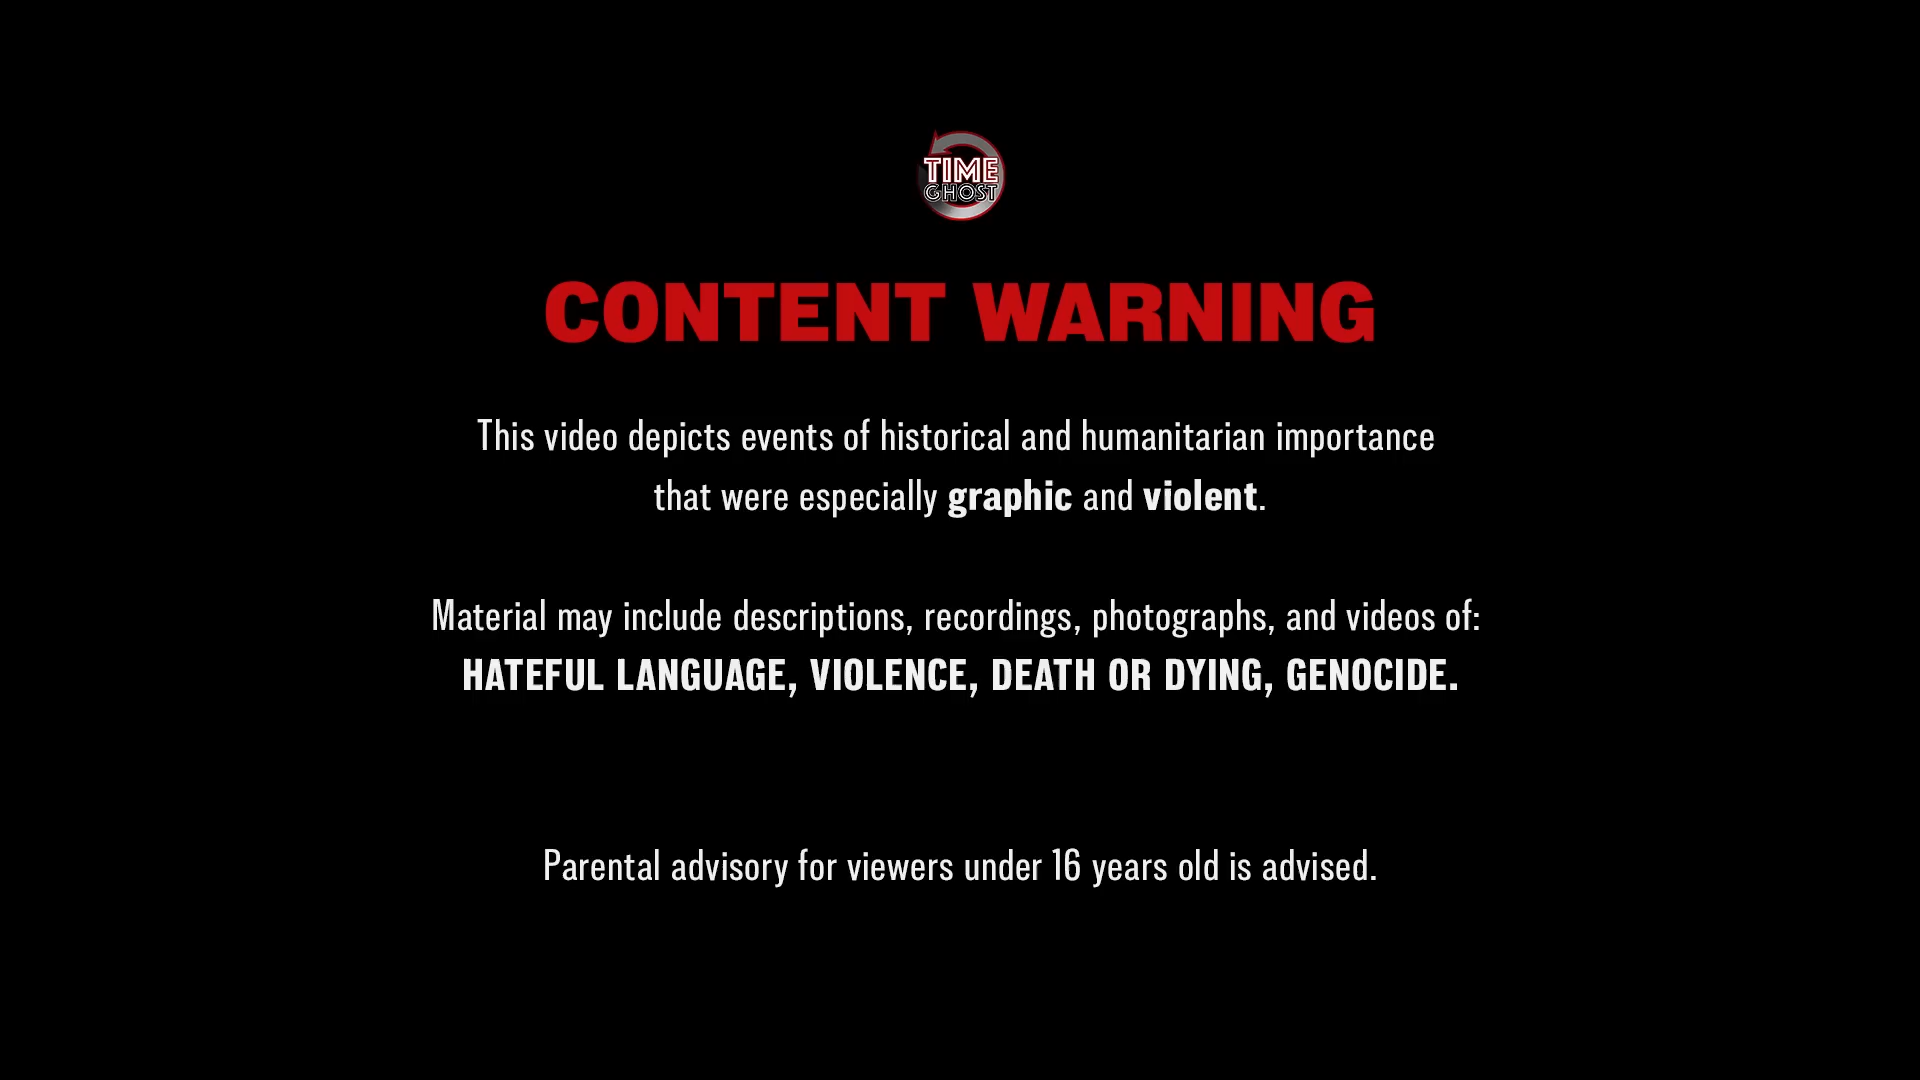 TIME
GHOST
CONTENT WARNING
This video depicts events of historical and humanitarian importance
that were especially graphic and violent.
Material may include descriptions, recordings, photographs, and videos of:
HATEFUL LANGUAGE, VIOLENCE, DEATH OR DYING, GENOCIDE.
Parental advisory for viewers under 16 years old is advised.